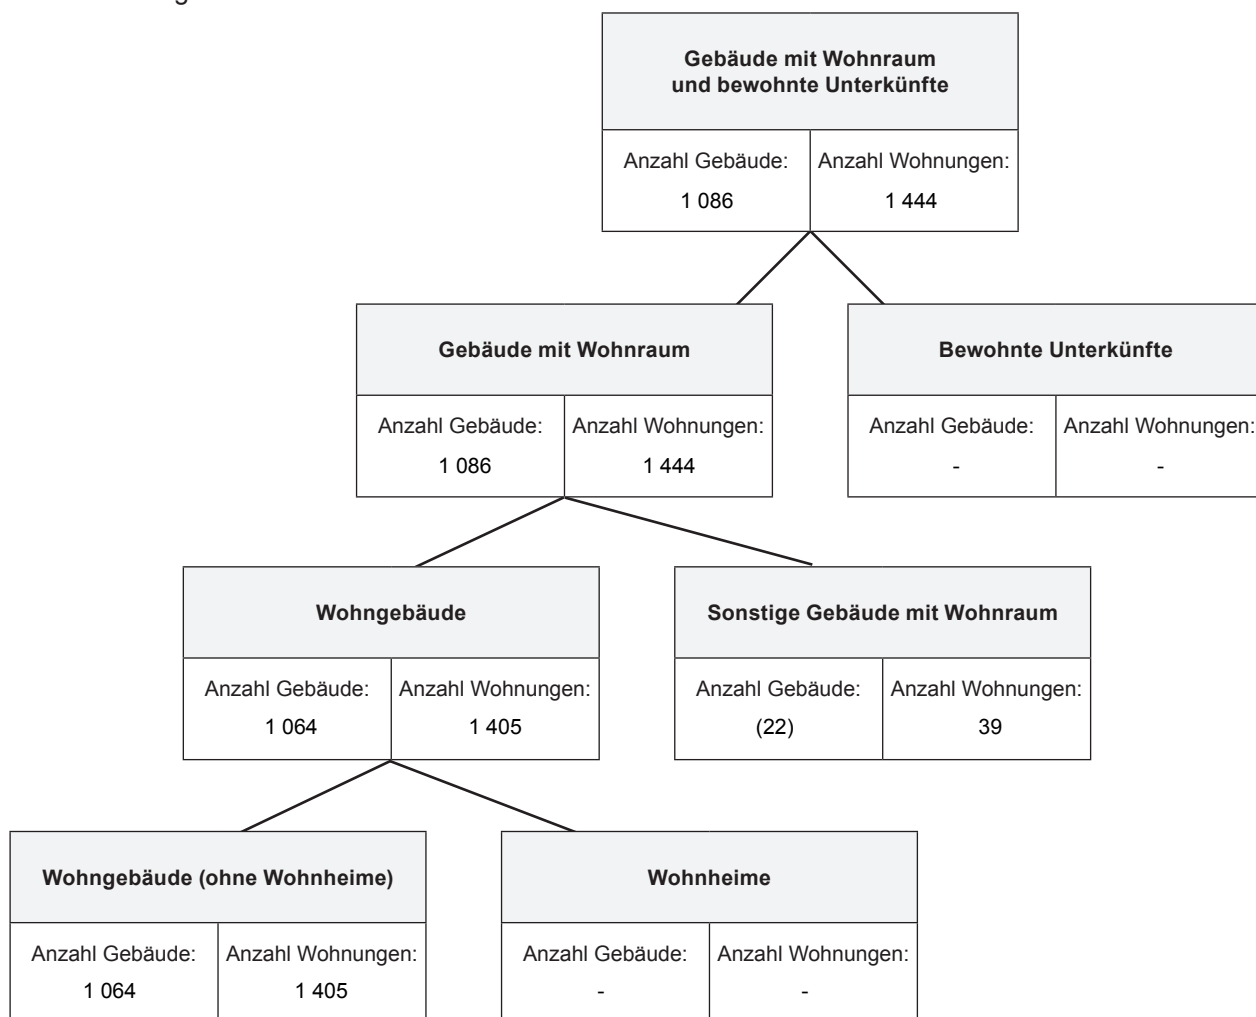 Gebäude mit Wohnraum
und bewohnte Unterkünfte
Anzahl Gebäude: Anzahl Wohnungen:
1 086 1 444
Gebäude mit Wohnraum Bewohnte Unterkünfte
Anzahl Gebäude: Anzahl Wohnungen: Anzahl Gebäude: Anzahl Wohnungen:
1 086 1 444 - -
Wohngebäude Sonstige Gebäude mit Wohnraum
Anzahl Gebäude: Anzahl Wohnungen: Anzahl Gebäude: Anzahl Wohnungen:
1 064 1 405 (22) 39
Wohngebäude (ohne Wohnheime) Wohnheime
Anzahl Gebäude: Anzahl Wohnungen: Anzahl Gebäude: Anzahl Wohnungen:
1 064 1 405 - -